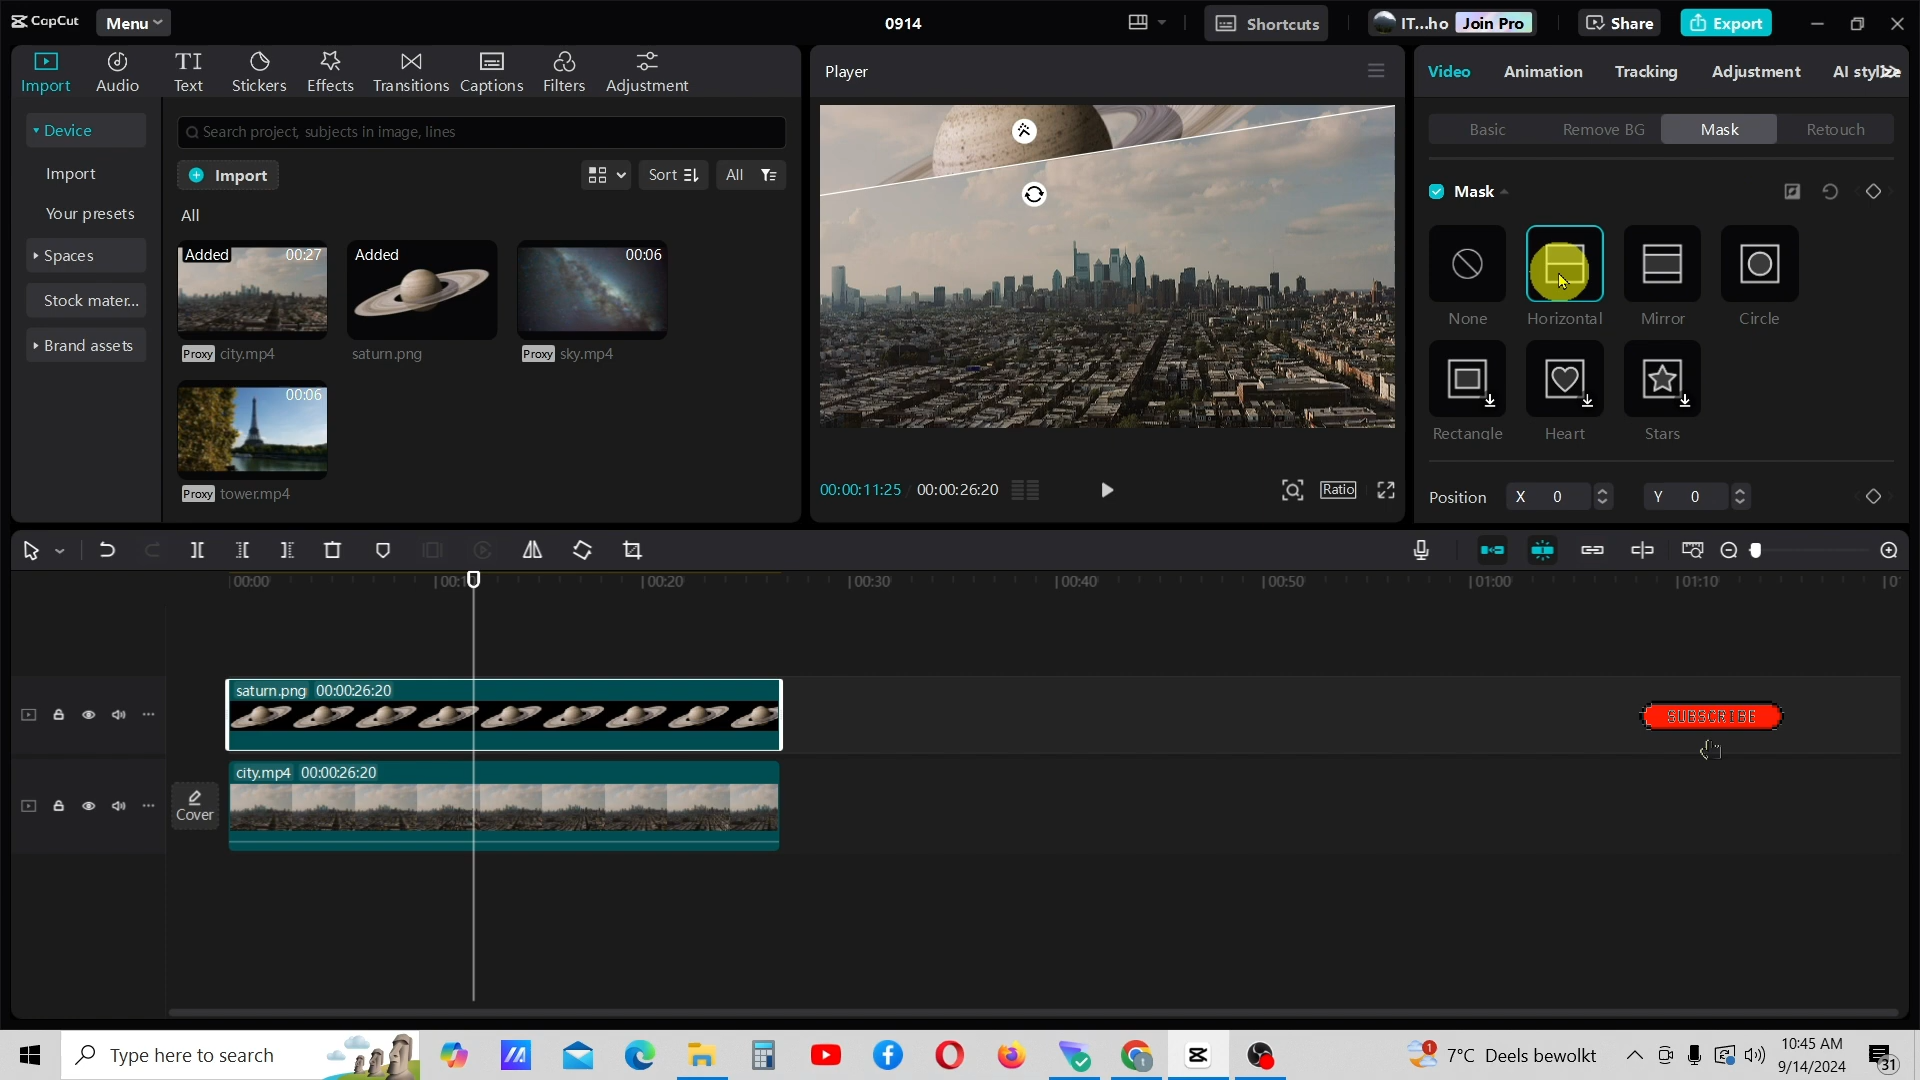 CapCut
Menu
0914
Shortcuts
IT...ho
Join Pro
Share
Export
Import
Audio
Text
Stickers
Effects
Transitions
Captions
Filters
Adjustment
Device
Import
Your presets
Spaces
Stock mater...
Brand assets
Search project, subjects in image, lines
Import
Sort
All
All
Added
00:27
Proxy city.mp4
Added
saturn.png
00:06
Proxy sky.mp4
00:06
Proxy tower.mp4
Player
00:00:11:25
00:00:26:20
Ratio
Video
Animation
Tracking
Adjustment
Basic
Remove BG
Mask
Retouch
Mask
None
Horizontal
Mirror
Circle
Rectangle
Heart
Stars
Position
X 0
Y 0
00:00
00:20
00:30
00:40
00:50
01:00
01:10
saturn.png 00:00:26:20
city.mp4 00:00:26:20
Cover
SUBSCRIBE
Type here to search
1
7°C Deels bewolkt
10:45 AM
9/14/2024
31